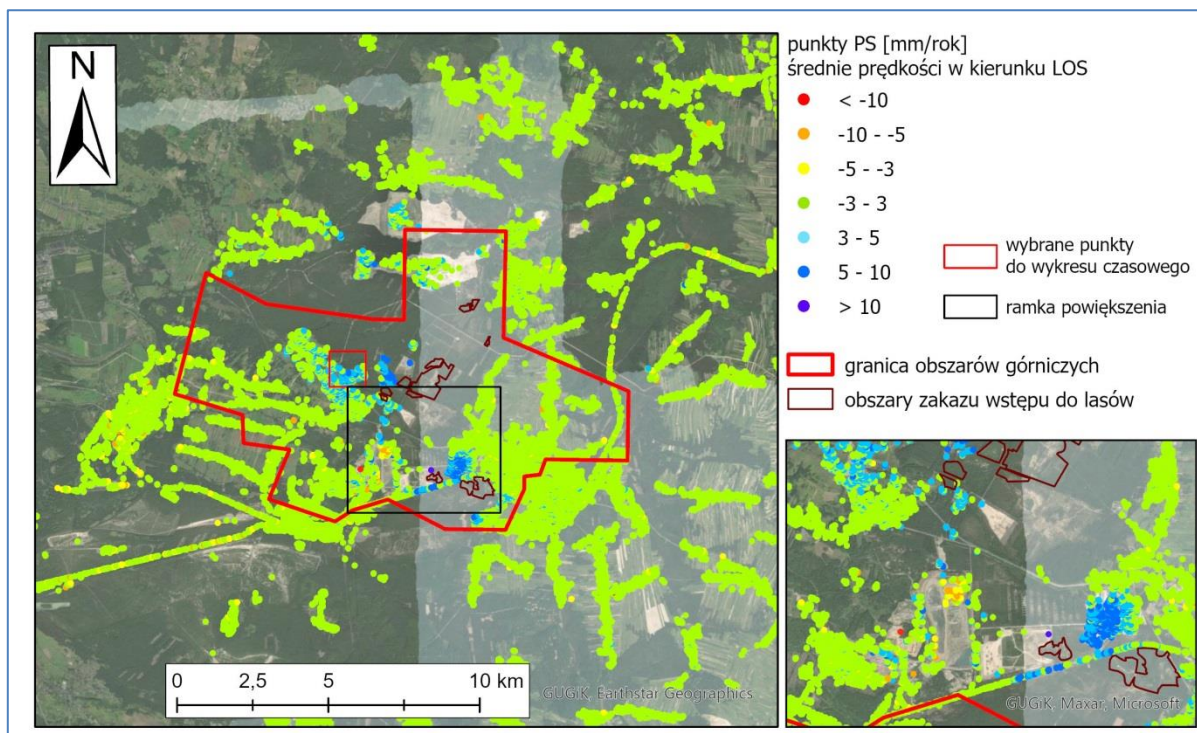 N
0
2,5
5
10 km
GUGiK, Earthstar Geographics
punkty PS [mm/rok]
średnie prędkości w kierunku LOS
< -10
-10 - -5
-5 - -3
-3 - 3
3 - 5
5 - 10
> 10
wybrane punkty
do wykresu czasowego
ramka powiększenia
granica obszarów górniczych
obszary zakazu wstępu do lasów
GUGiK, Maxar, Microsoft